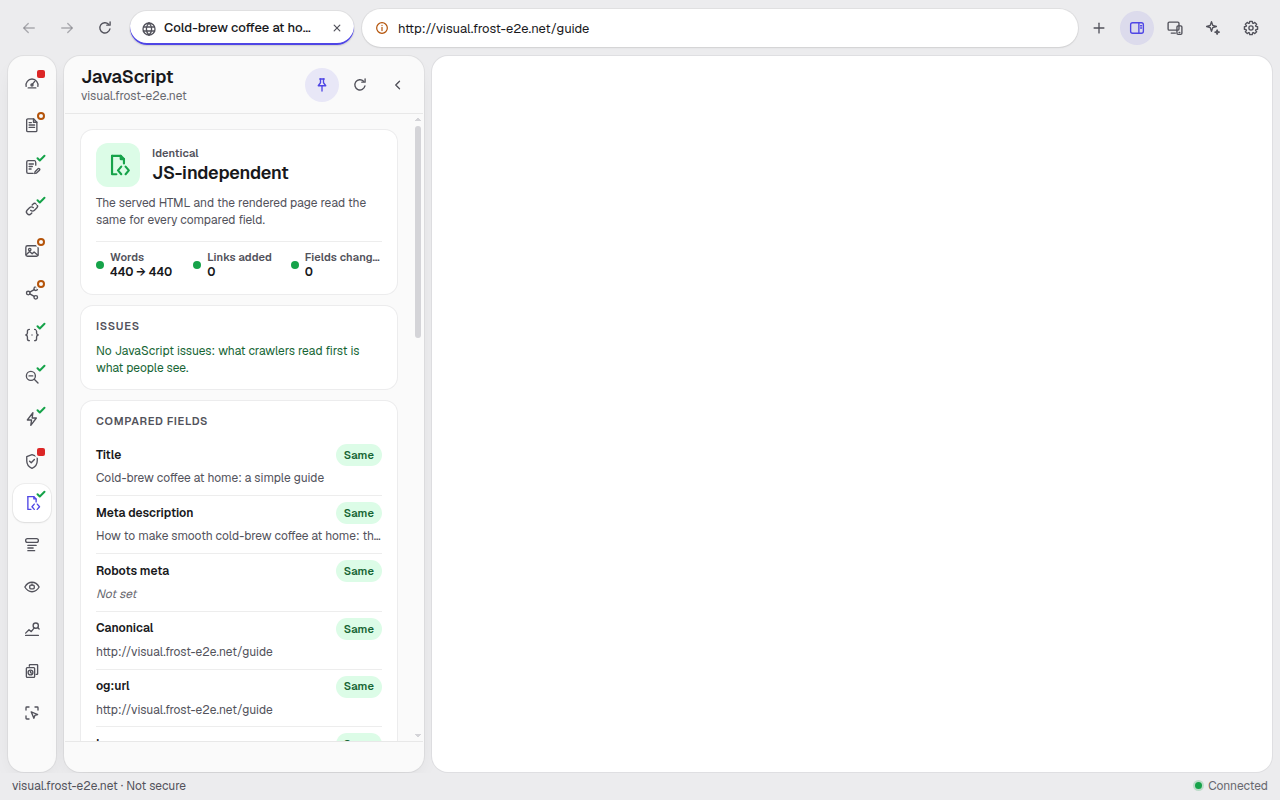 Cold-brew coffee at ho...
http://visual.frost-e2e.net/guide
JavaScript
visual.frost-e2e.net
Identical
JS-independent
The served HTML and the rendered page read the
same for every compared field.
Words
440 → 440
Links added
0
Fields chang...
0
ISSUES
No JavaScript issues: what crawlers read first is
what people see.
COMPARED FIELDS
Title
Same
Cold-brew coffee at home: a simple guide
Meta description
Same
How to make smooth cold-brew coffee at home: th...
Robots meta
Same
Not set
Canonical
Same
http://visual.frost-e2e.net/guide
og:url
Same
http://visual.frost-e2e.net/guide
visual.frost-e2e.net · Not secure
Connected